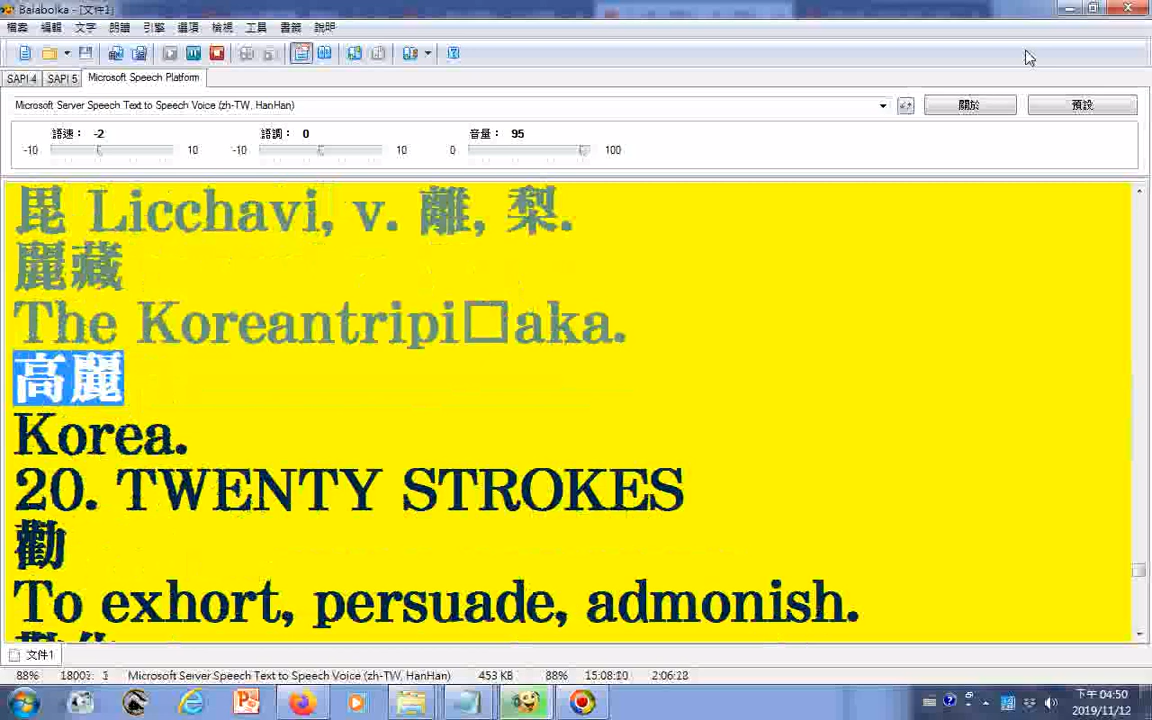 Balabolka - [文件1]
檔案 編輯 文字 朗讀 引擎 選項 檢視 工具 書籤 說明
SAPI 4 SAPI 5 Microsoft Speech Platform
Microsoft Server Speech Text to Speech Voice (zh-TW, HanHan) 關於 預設
語速： -2 語調： 0 音量： 95
-10 10 -10 10 0 100
毘 Licchavi, v. 離, 梨.
麗藏
The Koreantripi□aka.
高麗
Korea.
20. TWENTY STROKES
勸
To exhort, persuade, admonish.
文件1
88% Microsoft Server Speech Text to Speech Voice (zh-TW, HanHan) 453 KB 88% 15:08:10 2:06:28
下午 04:50
2019/11/12